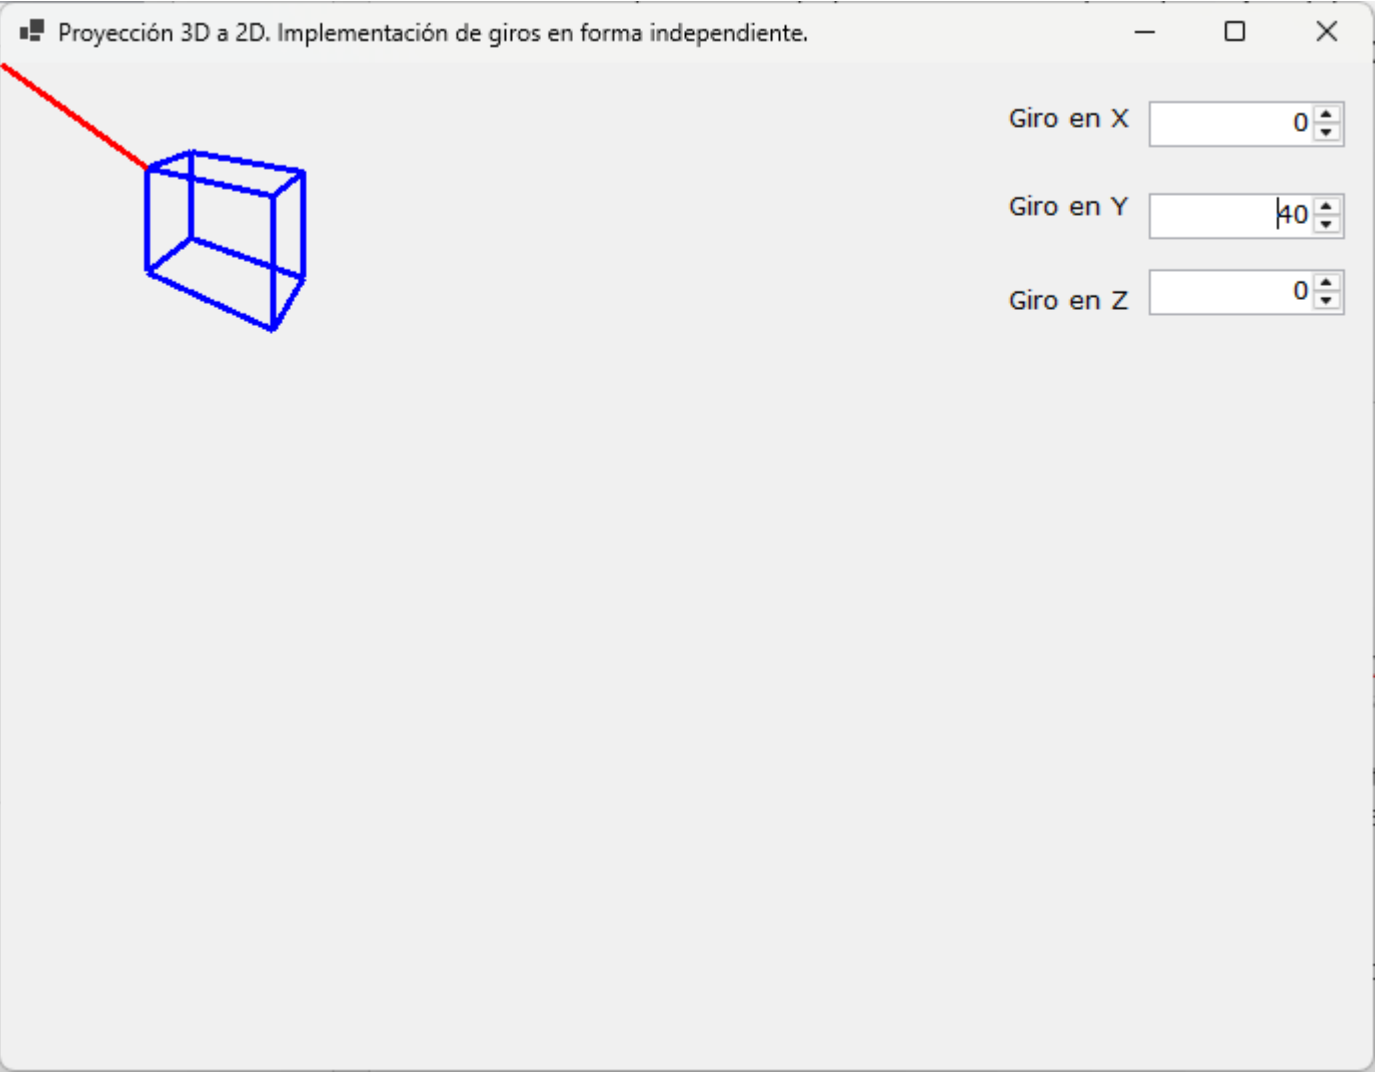 Proyección 3D a 2D. Implementación de giros en forma independiente.
Giro en X 0
Giro en Y 40
Giro en Z 0